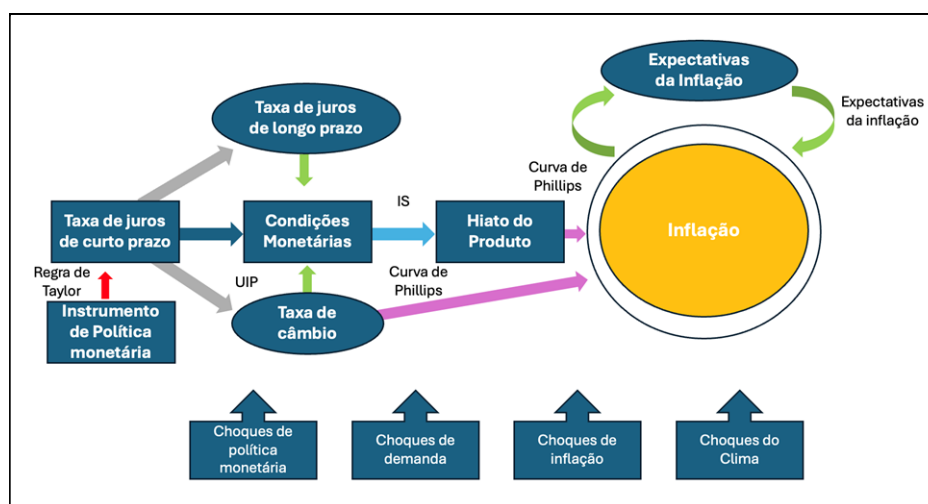 Expectativas
da Inflação
Expectativas
da inflação
Taxa de juros
de longo prazo
Curva de
Phillips
Taxa de juros
de curto prazo
Condições
Monetárias
IS
Hiato do
Produto
Inflação
Regra de
Taylor
UIP
Curva de
Phillips
Instrumento
de Política
monetária
Taxa de
câmbio
Choques de
política
monetária
Choques de
demanda
Choques de
inflação
Choques do
Clima